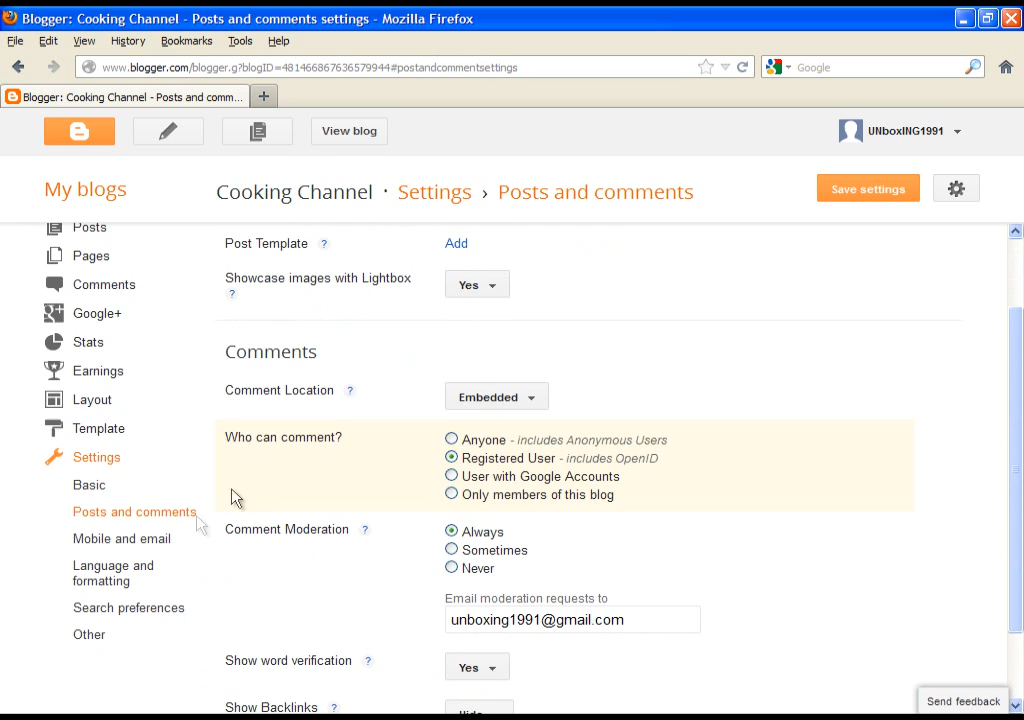 Blogger: Cooking Channel - Posts and comments settings - Mozilla Firefox
File Edit View History Bookmarks Tools Help
www.blogger.com/blogger.g?blogID=481466867636579944#postandcommentsettings
Google
Blogger: Cooking Channel - Posts and comm...
View blog
UNboxING1991
My blogs
Cooking Channel · Settings › Posts and comments
Save settings
Posts
Pages
Comments
Google+
Stats
Earnings
Layout
Template
Settings
Basic
Posts and comments
Mobile and email
Language and
formatting
Search preferences
Other
Post Template ? Add
Showcase images with Lightbox
?
Yes
Comments
Comment Location ? Embedded
Who can comment?
Anyone - includes Anonymous Users
Registered User - includes OpenID
User with Google Accounts
Only members of this blog
Comment Moderation ?
Always
Sometimes
Never
Email moderation requests to
unboxing1991@gmail.com
Show word verification ? Yes
Show Backlinks ? Hide
Send feedback